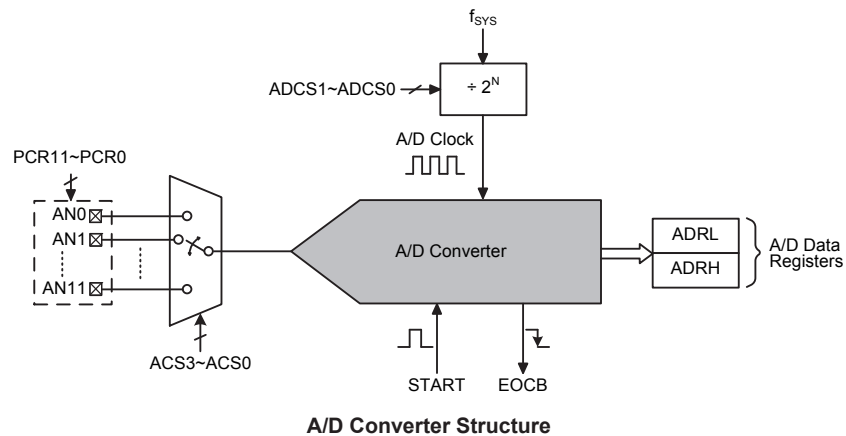 fSYS
ADCS1~ADCS0
÷ 2^N
A/D Clock
PCR11~PCR0
AN0
AN1
AN11
A/D Converter
ADRL
ADRH
A/D Data
Registers
ACS3~ACS0
START
EOCB
A/D Converter Structure